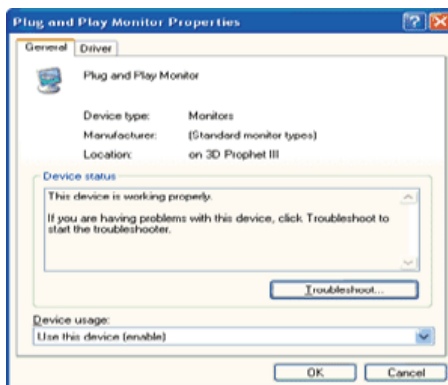 Plug and Play Monitor Properties
General Driver
Plug and Play Monitor
Device type: Monitors
Manufacturer: (Standard monitor types)
Location: on 3D Prophet III
Device status
This device is working properly.
If you are having problems with this device, click Troubleshoot to
start the troubleshooter.
Troubleshoot...
Device usage:
Use this device (enable)
OK Cancel